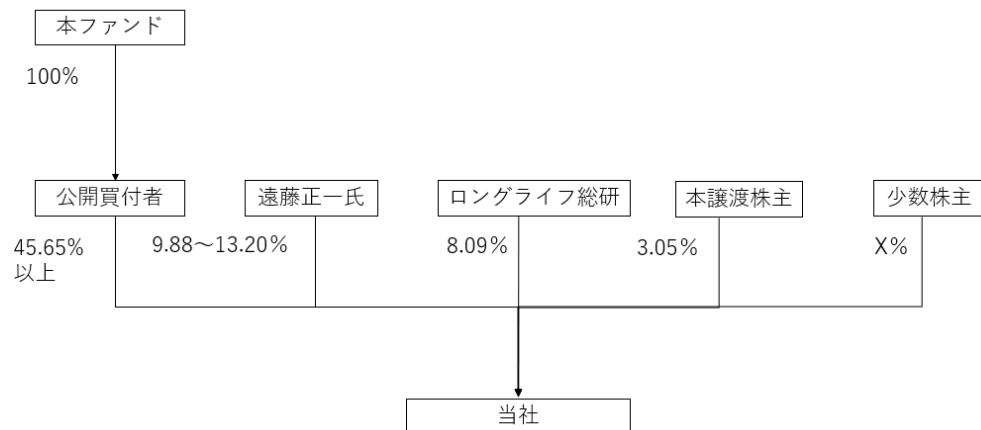 本ファンド
100%
公開買付者
遠藤正一氏
ロングライフ総研
本譲渡株主
少数株主
45.65%
以上
9.88～13.20%
8.09%
3.05%
X%
当社